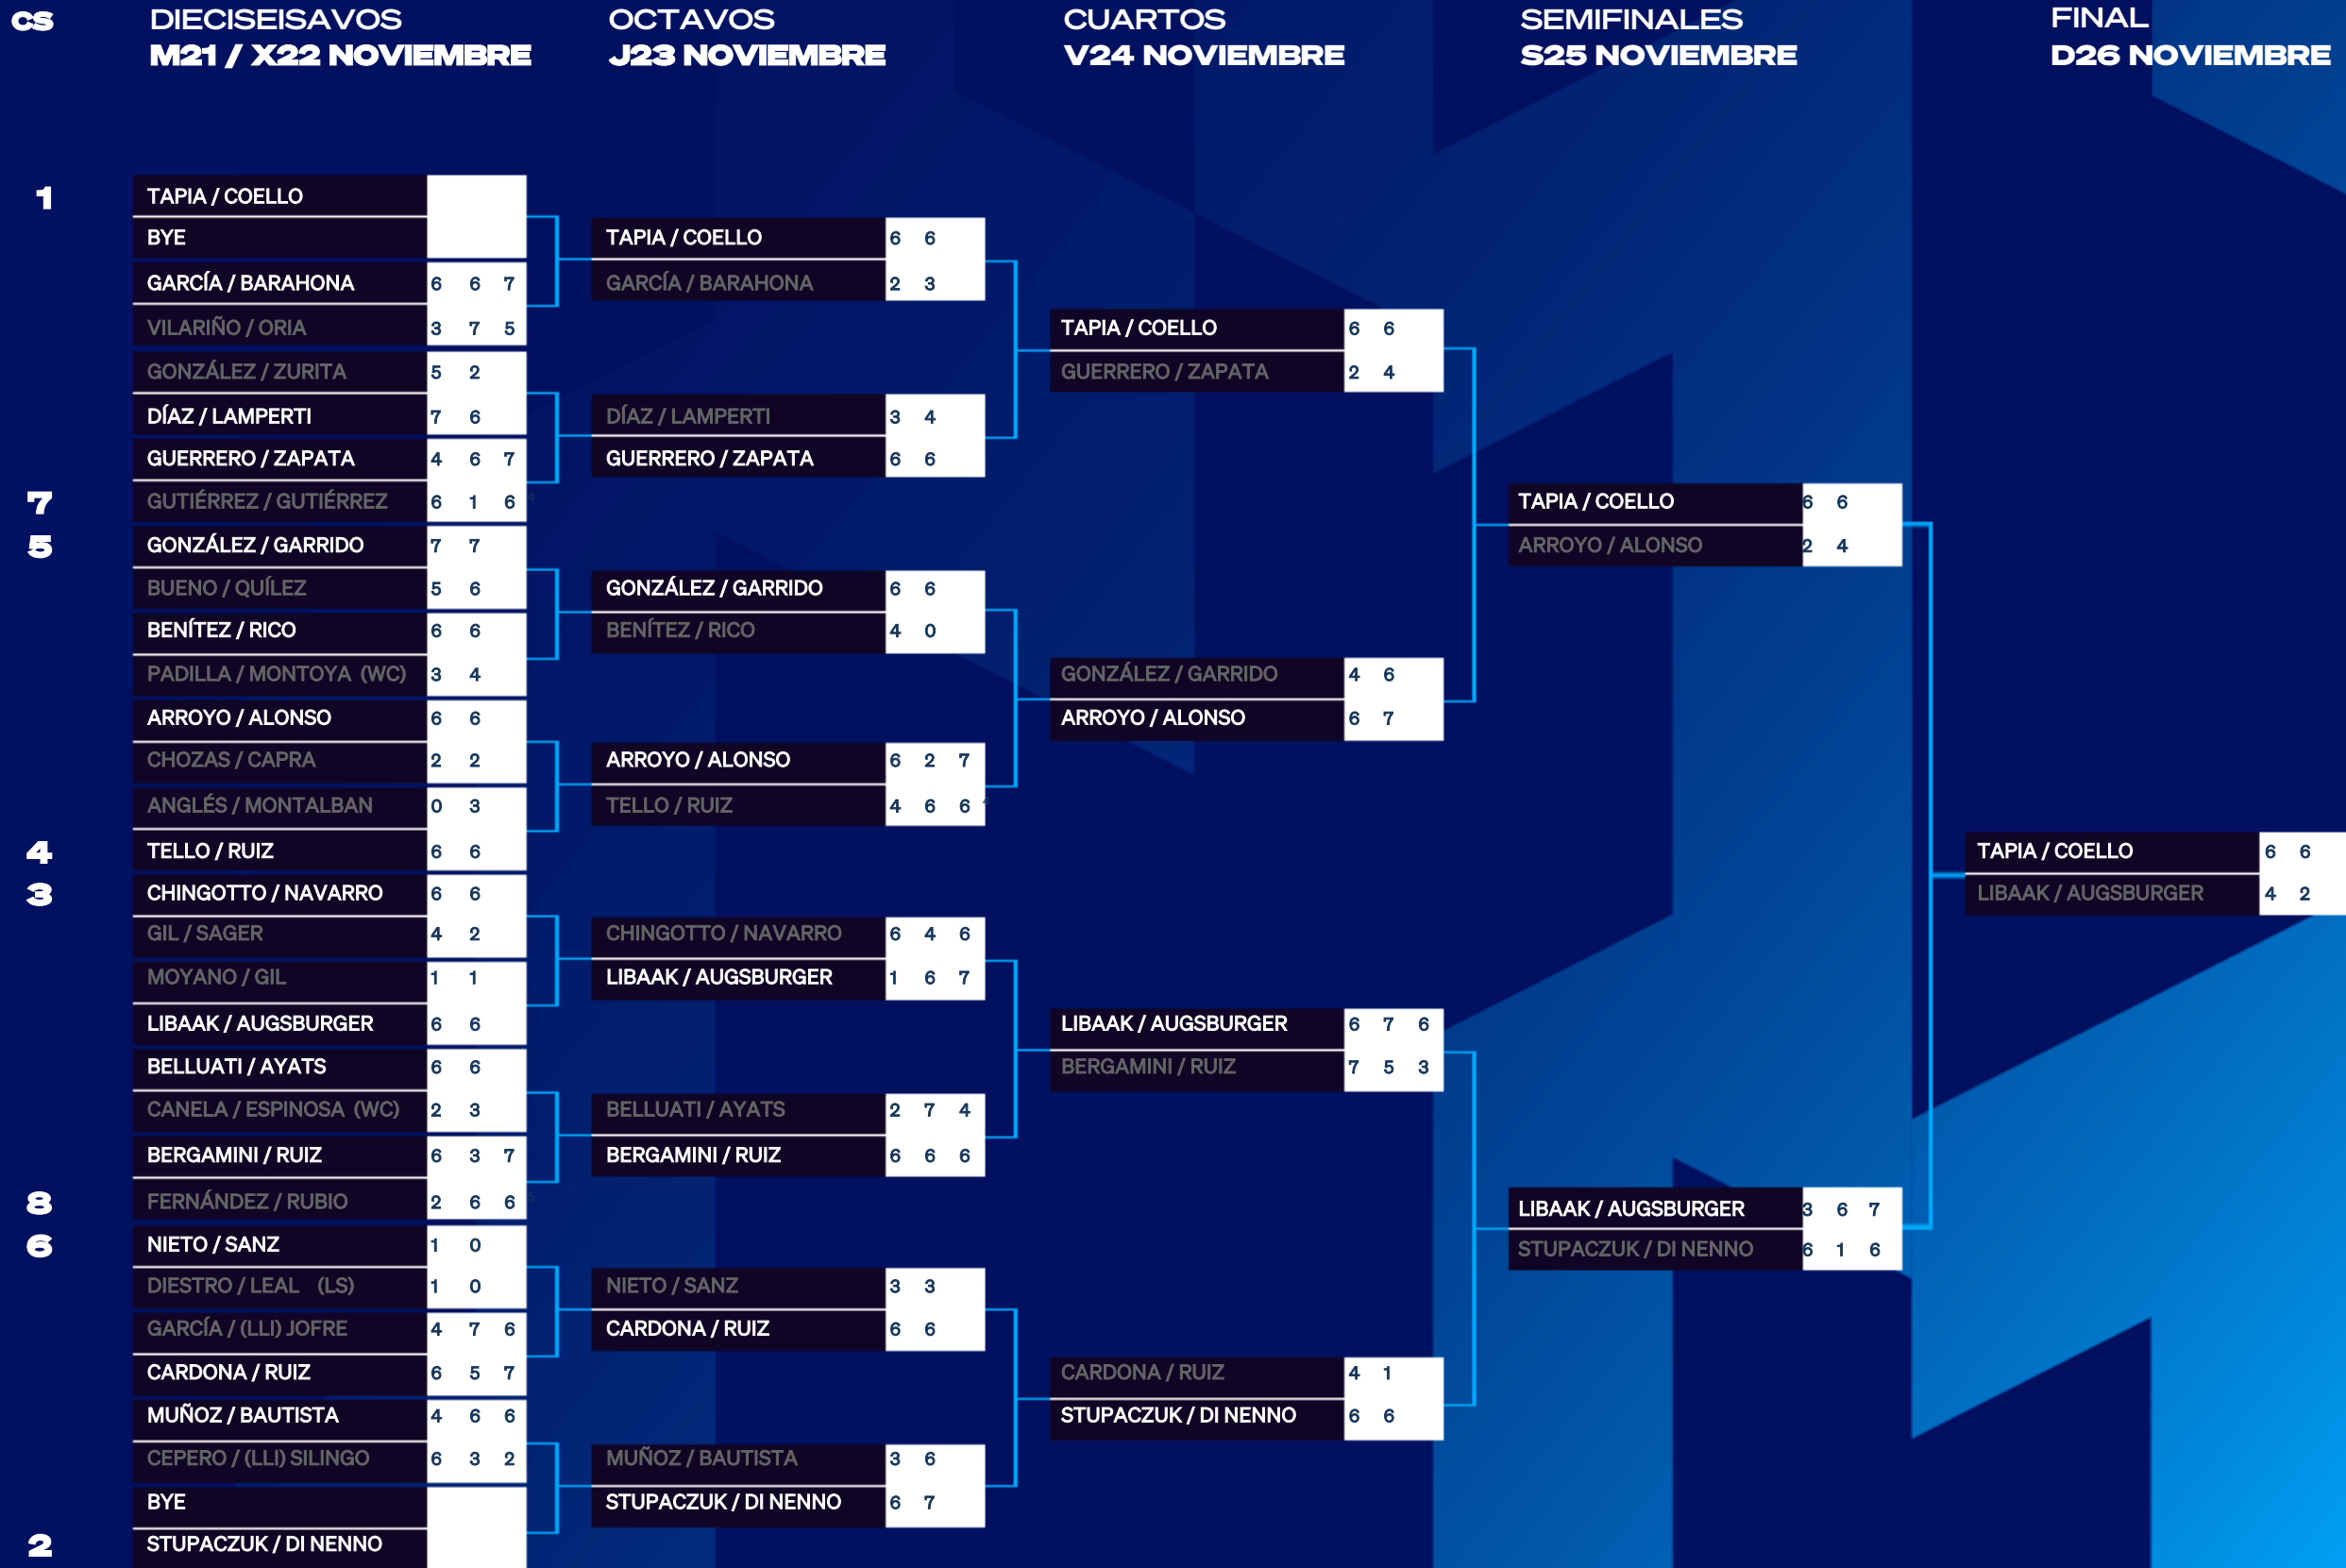 CS
DIECISEISAVOS
M21 / X22 NOVIEMBRE
OCTAVOS
J23 NOVIEMBRE
CUARTOS
V24 NOVIEMBRE
SEMIFINALES
S25 NOVIEMBRE
FINAL
D26 NOVIEMBRE
1 TAPIA / COELLO
BYE
GARCÍA / BARAHONA 6 6 7
VILARIÑO / ORIA 3 7 5
GONZÁLEZ / ZURITA 5 2
DÍAZ / LAMPERTI 7 6
GUERRERO / ZAPATA 4 6 7
7 GUTIÉRREZ / GUTIÉRREZ 6 1 6 4
5 GONZÁLEZ / GARRIDO 7 7
BUENO / QUÍLEZ 5 6
BENÍTEZ / RICO 6 6
PADILLA / MONTOYA (WC) 3 4
ARROYO / ALONSO 6 6
CHOZAS / CAPRA 2 2
ANGLÉS / MONTALBAN 0 3
4 TELLO / RUIZ 6 6
3 CHINGOTTO / NAVARRO 6 6
GIL / SAGER 4 2
MOYANO / GIL 1 1
LIBAAK / AUGSBURGER 6 6
BELLUATI / AYATS 6 6
CANELA / ESPINOSA (WC) 2 3
BERGAMINI / RUIZ 6 3 7
8 FERNÁNDEZ / RUBIO 2 6 6 5
6 NIETO / SANZ 1 0
DIESTRO / LEAL (LS) 1 0
GARCÍA / (LLI) JOFRE 4 7 6
CARDONA / RUIZ 6 5 7
MUÑOZ / BAUTISTA 4 6 6
CEPERO / (LLI) SILINGO 6 3 2
BYE
2 STUPACZUK / DI NENNO
TAPIA / COELLO 6 6
GARCÍA / BARAHONA 2 3
DÍAZ / LAMPERTI 3 4
GUERRERO / ZAPATA 6 6
GONZÁLEZ / GARRIDO 6 6
BENÍTEZ / RICO 4 0
ARROYO / ALONSO 6 2 7
TELLO / RUIZ 4 6 6
CHINGOTTO / NAVARRO 6 4 6
LIBAAK / AUGSBURGER 1 6 7
BELLUATI / AYATS 2 7 4
BERGAMINI / RUIZ 6 6 6
NIETO / SANZ 3 3
CARDONA / RUIZ 6 6
MUÑOZ / BAUTISTA 3 6
STUPACZUK / DI NENNO 6 7
TAPIA / COELLO 6 6
GUERRERO / ZAPATA 2 4
GONZÁLEZ / GARRIDO 4 6
ARROYO / ALONSO 6 7
LIBAAK / AUGSBURGER 6 7 6
BERGAMINI / RUIZ 7 5 3
CARDONA / RUIZ 4 1
STUPACZUK / DI NENNO 6 6
TAPIA / COELLO 6 6
ARROYO / ALONSO 2 4
LIBAAK / AUGSBURGER 3 6 7
STUPACZUK / DI NENNO 6 1 6
TAPIA / COELLO 6 6
LIBAAK / AUGSBURGER 4 2